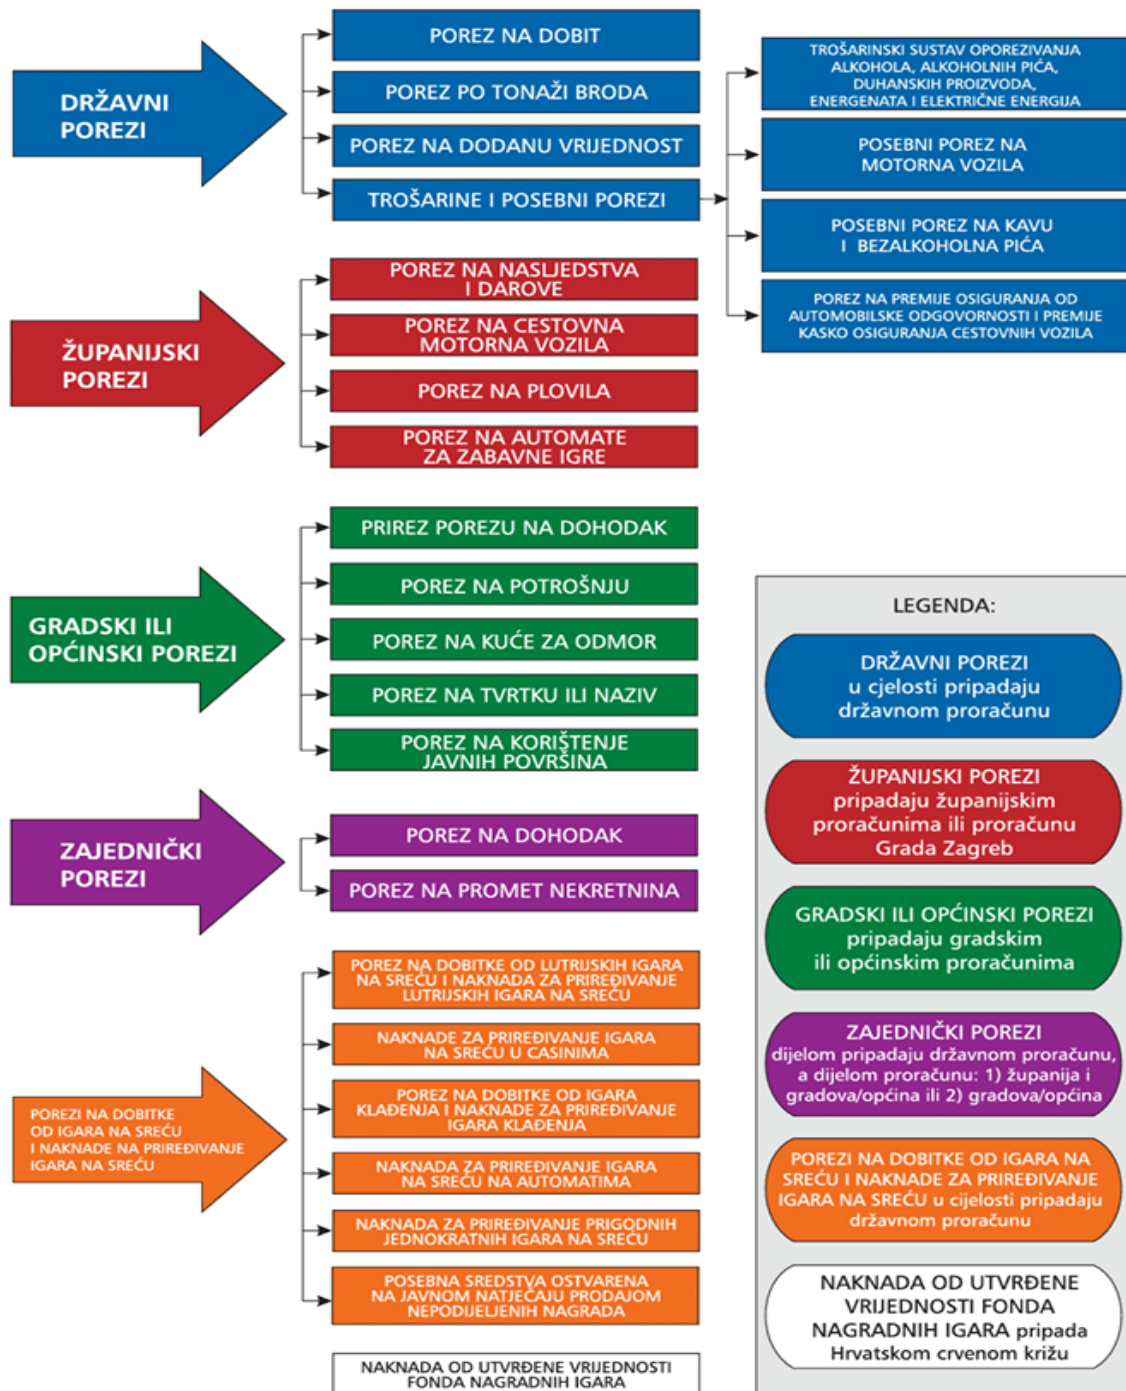 DRŽAVNI
POREZI
POREZ NA DOBIT
POREZ PO TONAŽI BRODA
POREZ NA DODANU VRIJEDNOST
TROŠARINE I POSEBNI POREZI
TROŠARINSKI SUSTAV OPOREZIVANJA
ALKOHOLA, ALKOHOLNIH PIĆA,
DUHANSKIH PROIZVODA,
ENERGENATA I ELEKTRIČNE ENERGIJA
POSEBNI POREZ NA
MOTORNA VOZILA
POSEBNI POREZ NA KAVU
I BEZALKOHOLNA PIĆA
POREZ NA PREMIJE OSIGURANJA OD
AUTOMOBILSKE ODGOVORNOSTI I PREMIJE
KASKO OSIGURANJA CESTOVNIH VOZILA
ŽUPANIJSKI
POREZI
POREZ NA NASLJEDSTVA
I DAROVE
POREZ NA CESTOVNA
MOTORNA VOZILA
POREZ NA PLOVILA
POREZ NA AUTOMATE
ZA ZABAVNE IGRE
GRADSKI ILI
OPĆINSKI POREZI
PRIREZ POREZU NA DOHODAK
POREZ NA POTROŠNJU
POREZ NA KUĆE ZA ODMOR
POREZ NA TVRTKU ILI NAZIV
POREZ NA KORIŠTENJE
JAVNIH POVRŠINA
ZAJEDNIČKI
POREZI
POREZ NA DOHODAK
POREZ NA PROMET NEKRETNINA
POREZI NA DOBITKE
OD IGARA NA SREĆU
I NAKNADE NA PRIREĐIVANJE
IGARA NA SREĆU
POREZ NA DOBITKE OD LUTRIJSKIH IGARA
NA SREĆU I NAKNADA ZA PRIREĐIVANJE
LUTRIJSKIH IGARA NA SREĆU
NAKNADE ZA PRIREĐIVANJE IGARA
NA SREĆU U CASINIMA
POREZ NA DOBITKE OD IGARA
KLAĐENJA I NAKNADE ZA PRIREĐIVANJE
IGARA KLAĐENJA
NAKNADA ZA PRIREĐIVANJE IGARA
NA SREĆU NA AUTOMATIMA
NAKNADA ZA PRIREĐIVANJE PRIGODNIH
JEDNOKRATNIH IGARA NA SREĆU
POSEBNA SREDSTVA OSTVARENA
NA JAVNOM NATJEČAJU PRODAJOM
NEPODIJELJENIH NAGRADA
NAKNADA OD UTVRĐENE VRIJEDNOSTI
FONDA NAGRADNIH IGARA
LEGENDA:
DRŽAVNI POREZI
u cjelosti pripadaju
državnom proračunu
ŽUPANIJSKI POREZI
pripadaju županijskim
proračunima ili proračunu
Grada Zagreb
GRADSKI ILI OPĆINSKI POREZI
pripadaju gradskim
ili općinskim proračunima
ZAJEDNIČKI POREZI
dijelom pripadaju državnom proračunu,
a dijelom proračunu: 1) županija i
gradova/općina ili 2) gradova/općina
POREZI NA DOBITKE OD IGARA NA
SREĆU I NAKNADE ZA PRIREĐIVANJE
IGARA NA SREĆU u cijelosti pripadaju
državnom proračunu
NAKNADA OD UTVRĐENE
VRIJEDNOSTI FONDA
NAGRADNIH IGARA pripada
Hrvatskom crvenom križu